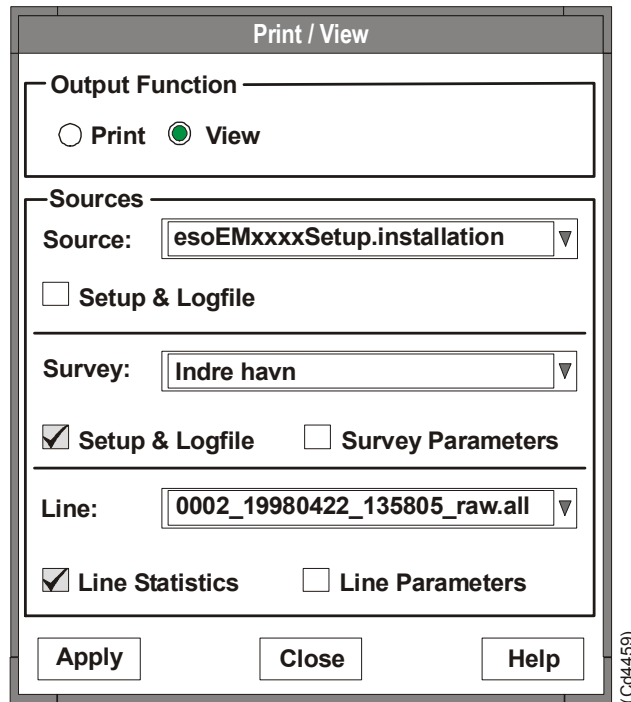 Print / View
Output Function
Print View
Sources
Source: esoEMxxxxSetup.installation
Setup & Logfile
Survey: Indre havn
Setup & Logfile Survey Parameters
Line: 0002_19980422_135805_raw.all
Line Statistics Line Parameters
Apply Close Help
(Cd4459)